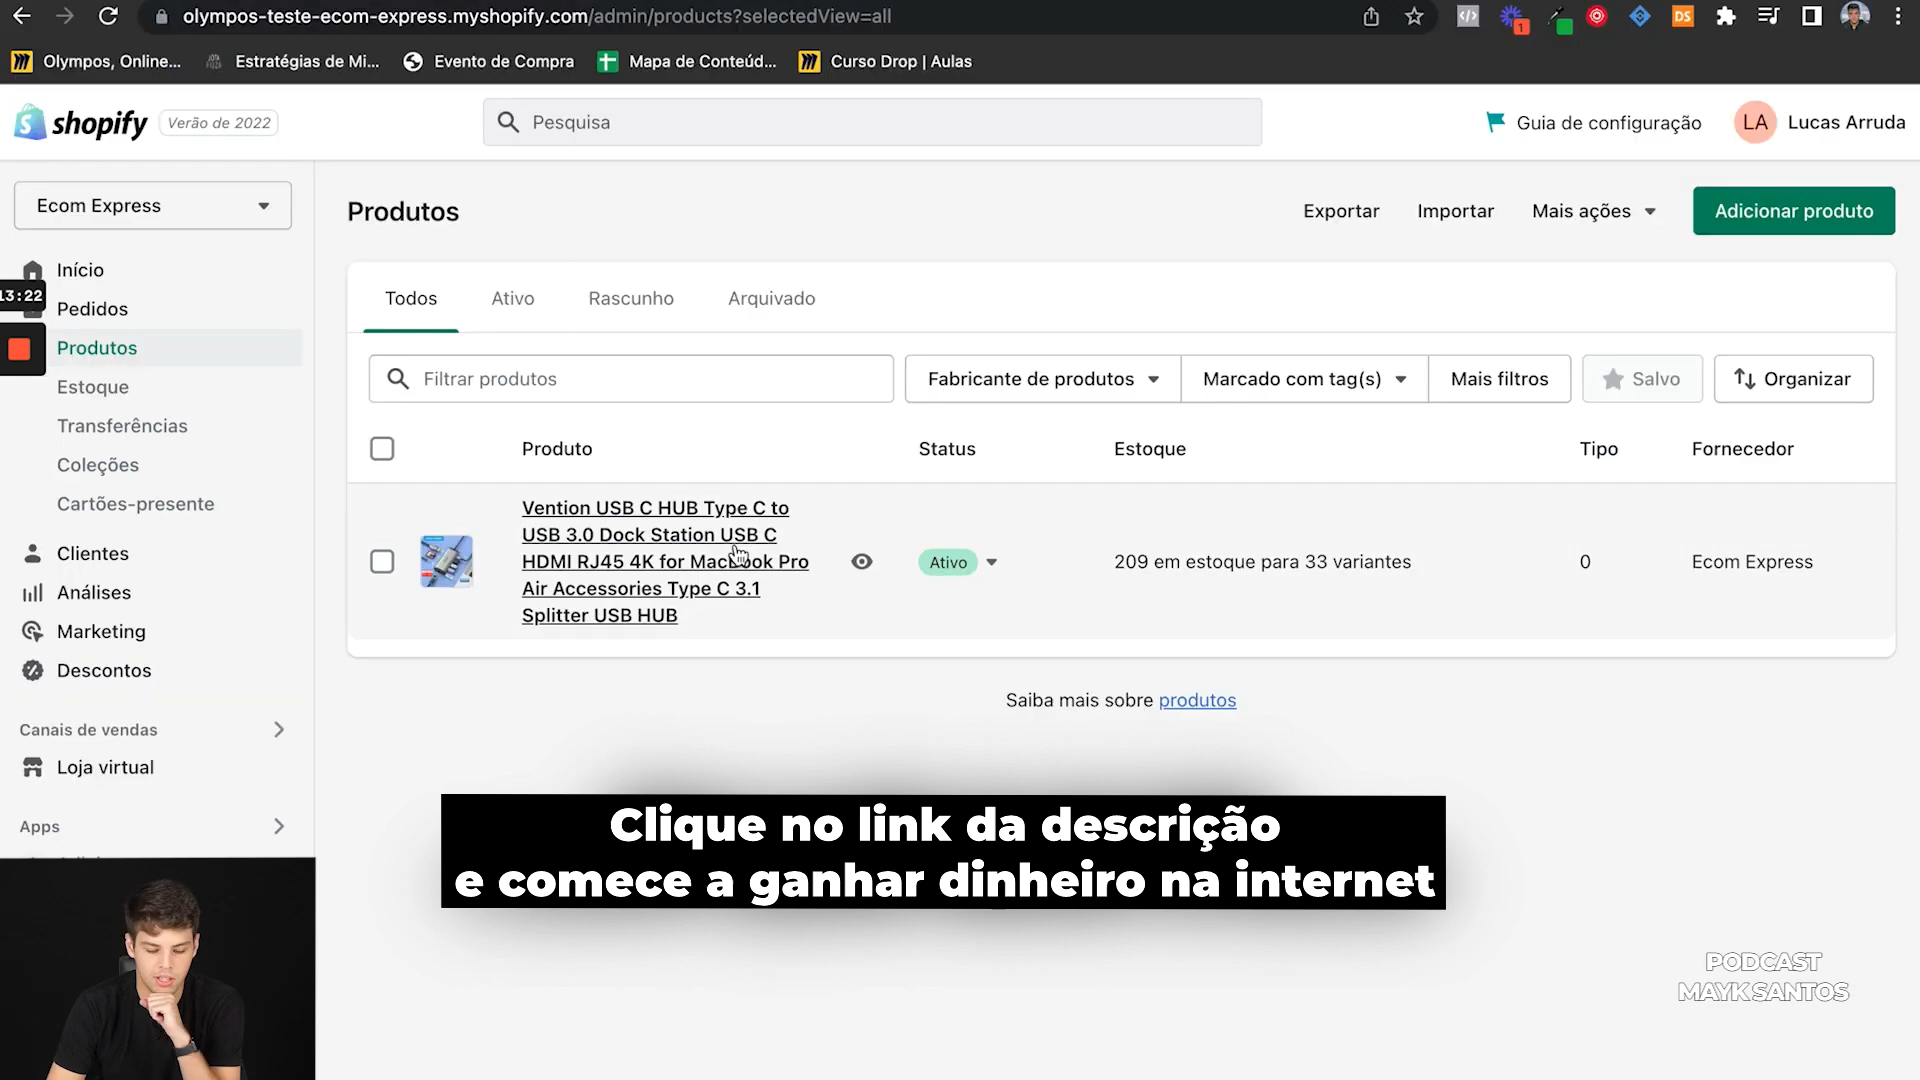 olympos-teste-ecom-express.myshopify.com/admin/products?selectedView=all
1
DS
Olympos, Online...
Estratégias de Mi...
Evento de Compra
Mapa de Conteúd...
Curso Drop | Aulas
shopify
Verão de 2022
Pesquisa
Guia de configuração
LA
Lucas Arruda
Ecom Express
Início
13:22
Pedidos
Produtos
Estoque
Transferências
Coleções
Cartões-presente
Clientes
Análises
Marketing
Descontos
Canais de vendas
Loja virtual
Apps
Produtos
Exportar
Importar
Mais ações
Adicionar produto
Todos
Ativo
Rascunho
Arquivado
Filtrar produtos
Fabricante de produtos
Marcado com tag(s)
Mais filtros
Salvo
Organizar
Produto
Status
Estoque
Tipo
Fornecedor
Vention USB C HUB Type C to
USB 3.0 Dock Station USB C
HDMI RJ45 4K for MacBook Pro
Air Accessories Type C 3.1
Splitter USB HUB
Ativo
209 em estoque para 33 variantes
0
Ecom Express
Saiba mais sobre produtos
Clique no link da descrição
e comece a ganhar dinheiro na internet
PODCAST
MAYK SANTOS